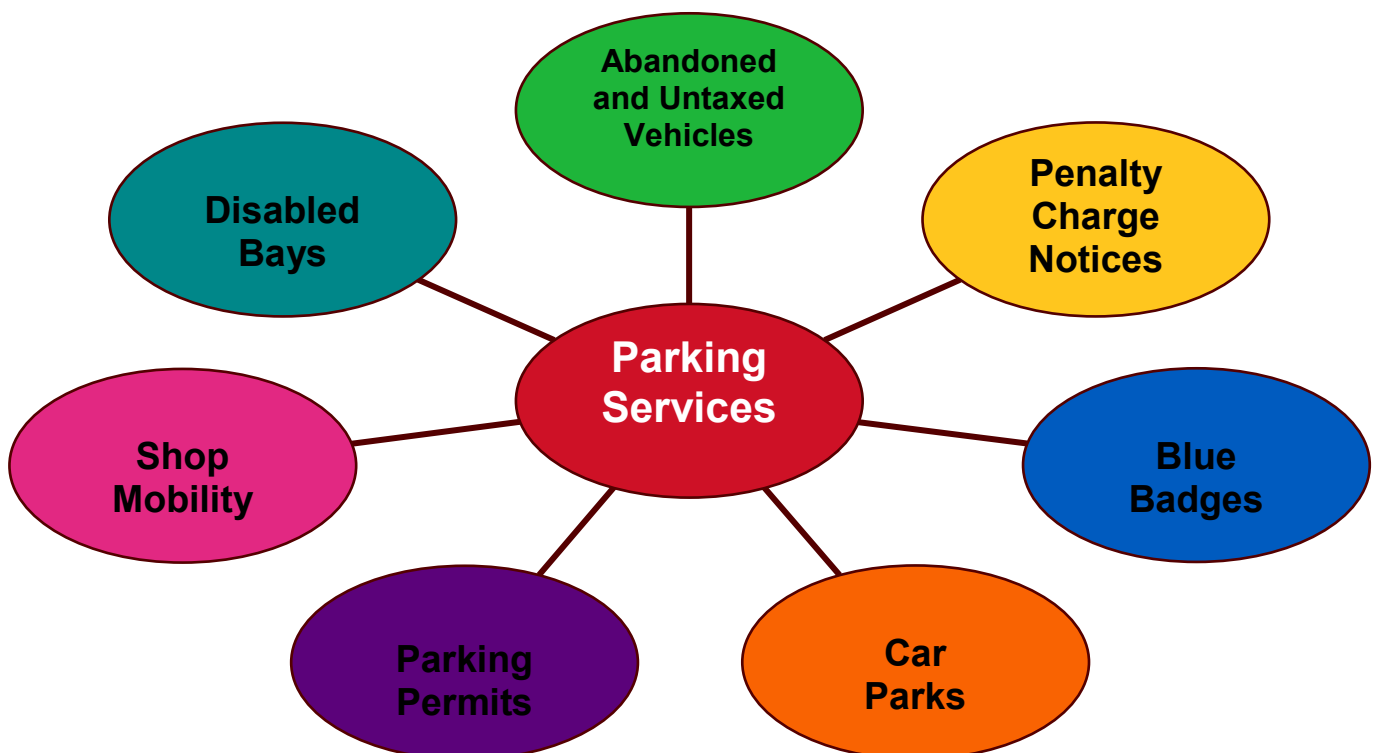 Abandoned
and Untaxed
Vehicles
Penalty
Charge
Notices
Disabled
Bays
Parking
Services
Shop
Mobility
Blue
Badges
Parking
Permits
Car
Parks